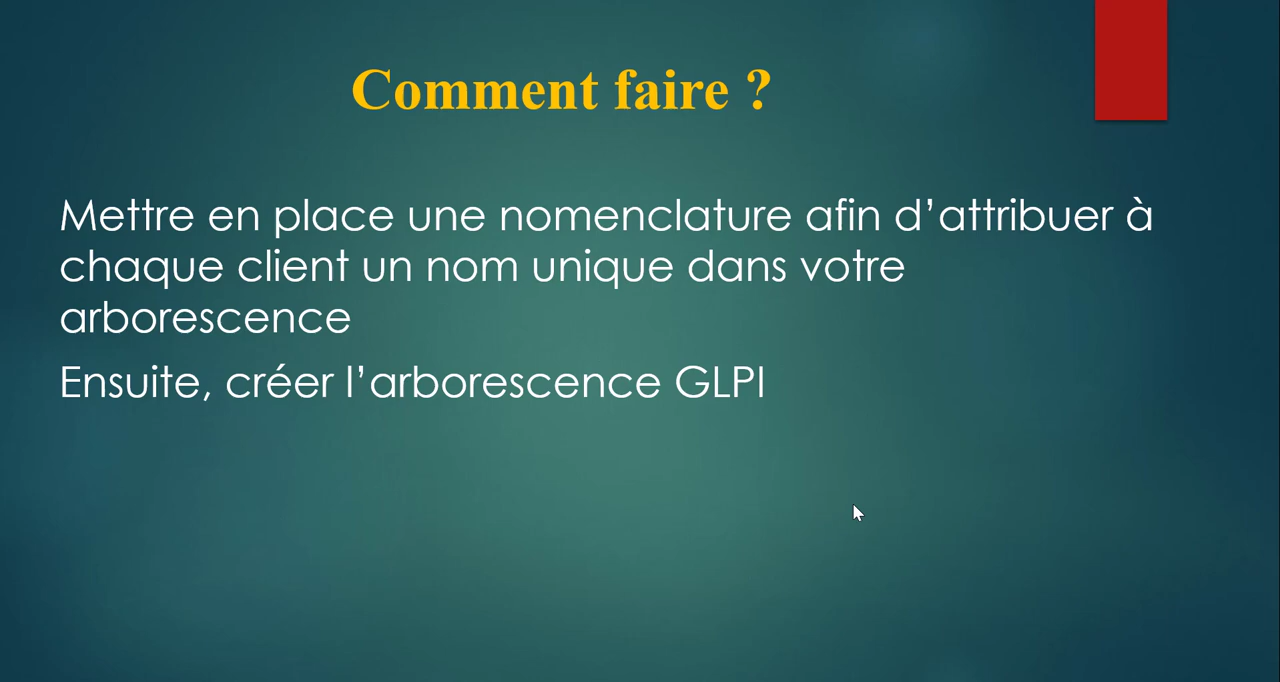 Comment faire ?
Mettre en place une nomenclature afin d’attribuer à
chaque client un nom unique dans votre
arborescence
Ensuite, créer l’arborescence GLPI